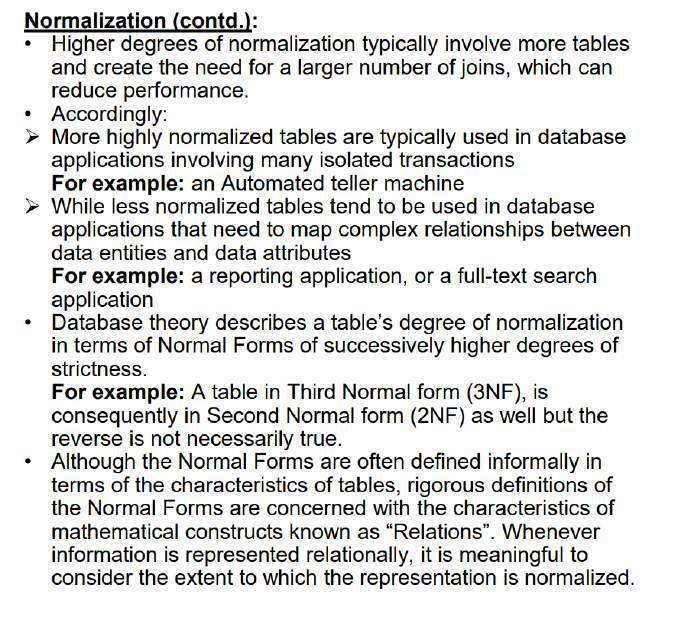 Normalization (contd.):
• Higher degrees of normalization typically involve more tables
and create the need for a larger number of joins, which can
reduce performance.
• Accordingly:
➢ More highly normalized tables are typically used in database
applications involving many isolated transactions
For example: an Automated teller machine
➢ While less normalized tables tend to be used in database
applications that need to map complex relationships between
data entities and data attributes
For example: a reporting application, or a full-text search
application
• Database theory describes a table’s degree of normalization
in terms of Normal Forms of successively higher degrees of
strictness.
For example: A table in Third Normal form (3NF), is
consequently in Second Normal form (2NF) as well but the
reverse is not necessarily true.
• Although the Normal Forms are often defined informally in
terms of the characteristics of tables, rigorous definitions of
the Normal Forms are concerned with the characteristics of
mathematical constructs known as “Relations”. Whenever
information is represented relationally, it is meaningful to
consider the extent to which the representation is normalized.